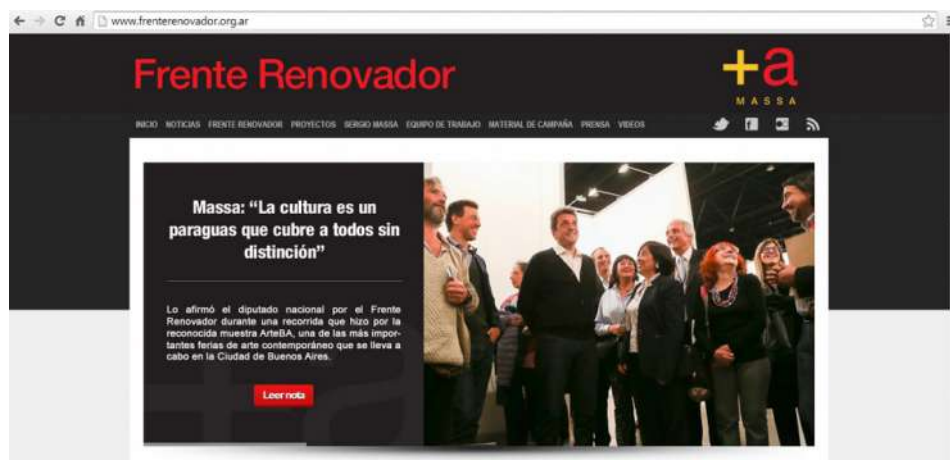 www.frenterenovador.org.ar
Frente Renovador
+a
MASSA
INICIO NOTICIAS FRENTE RENOVADOR PROYECTOS SERGIO MASSA EQUIPO DE TRABAJO MATERIAL DE CAMPAÑA PRENSA VIDEOS
Massa: “La cultura es un
paraguas que cubre a todos sin
distinción”
Lo afirmó el diputado nacional por el Frente
Renovador durante una recorrida que hizo por la
reconocida muestra ArteBA, una de las más impor-
tantes ferias de arte contemporáneo que se lleva a
cabo en la Ciudad de Buenos Aires.
Leer nota